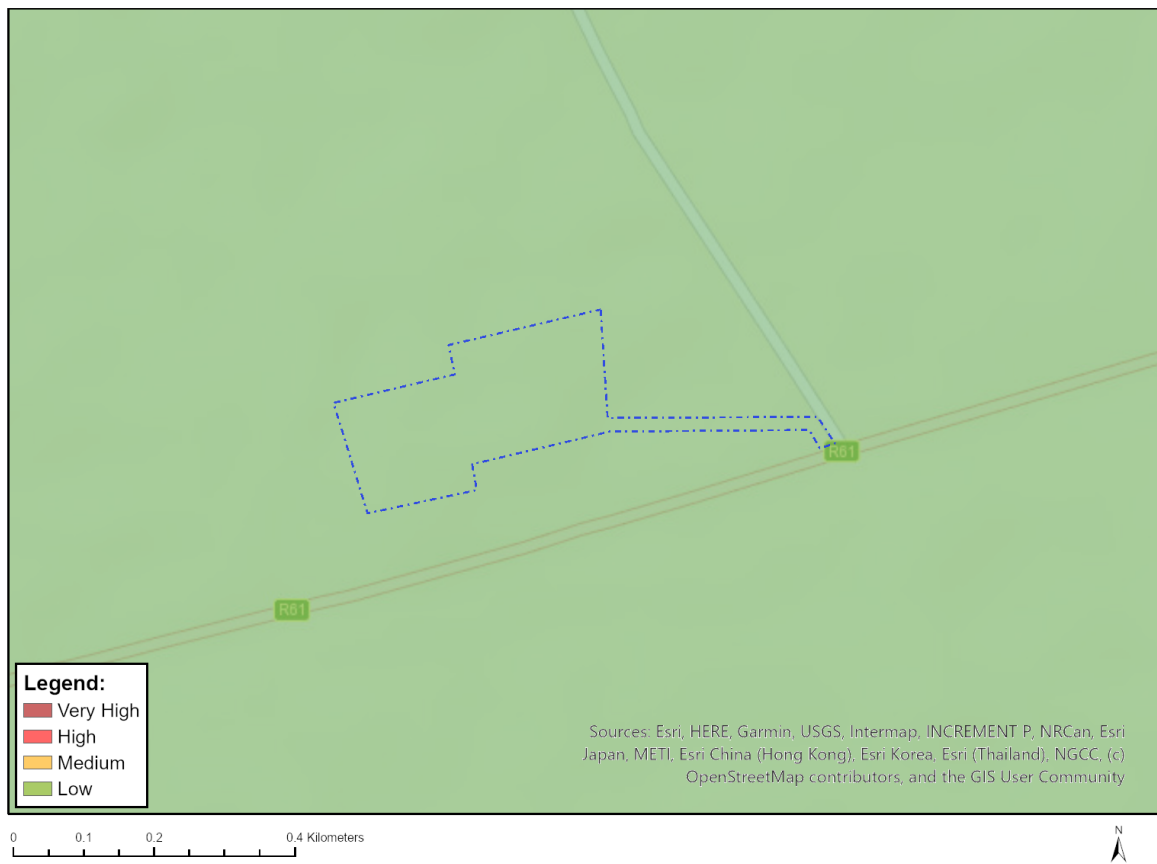 R61
R61
Legend:
Very High
High
Medium
Low
Sources: Esri, HERE, Garmin, USGS, Intermap, INCREMENT P, NRCan, Esri
Japan, METI, Esri China (Hong Kong), Esri Korea, Esri (Thailand), NGCC, (c)
OpenStreetMap contributors, and the GIS User Community
0 0.1 0.2 0.4 Kilometers
N